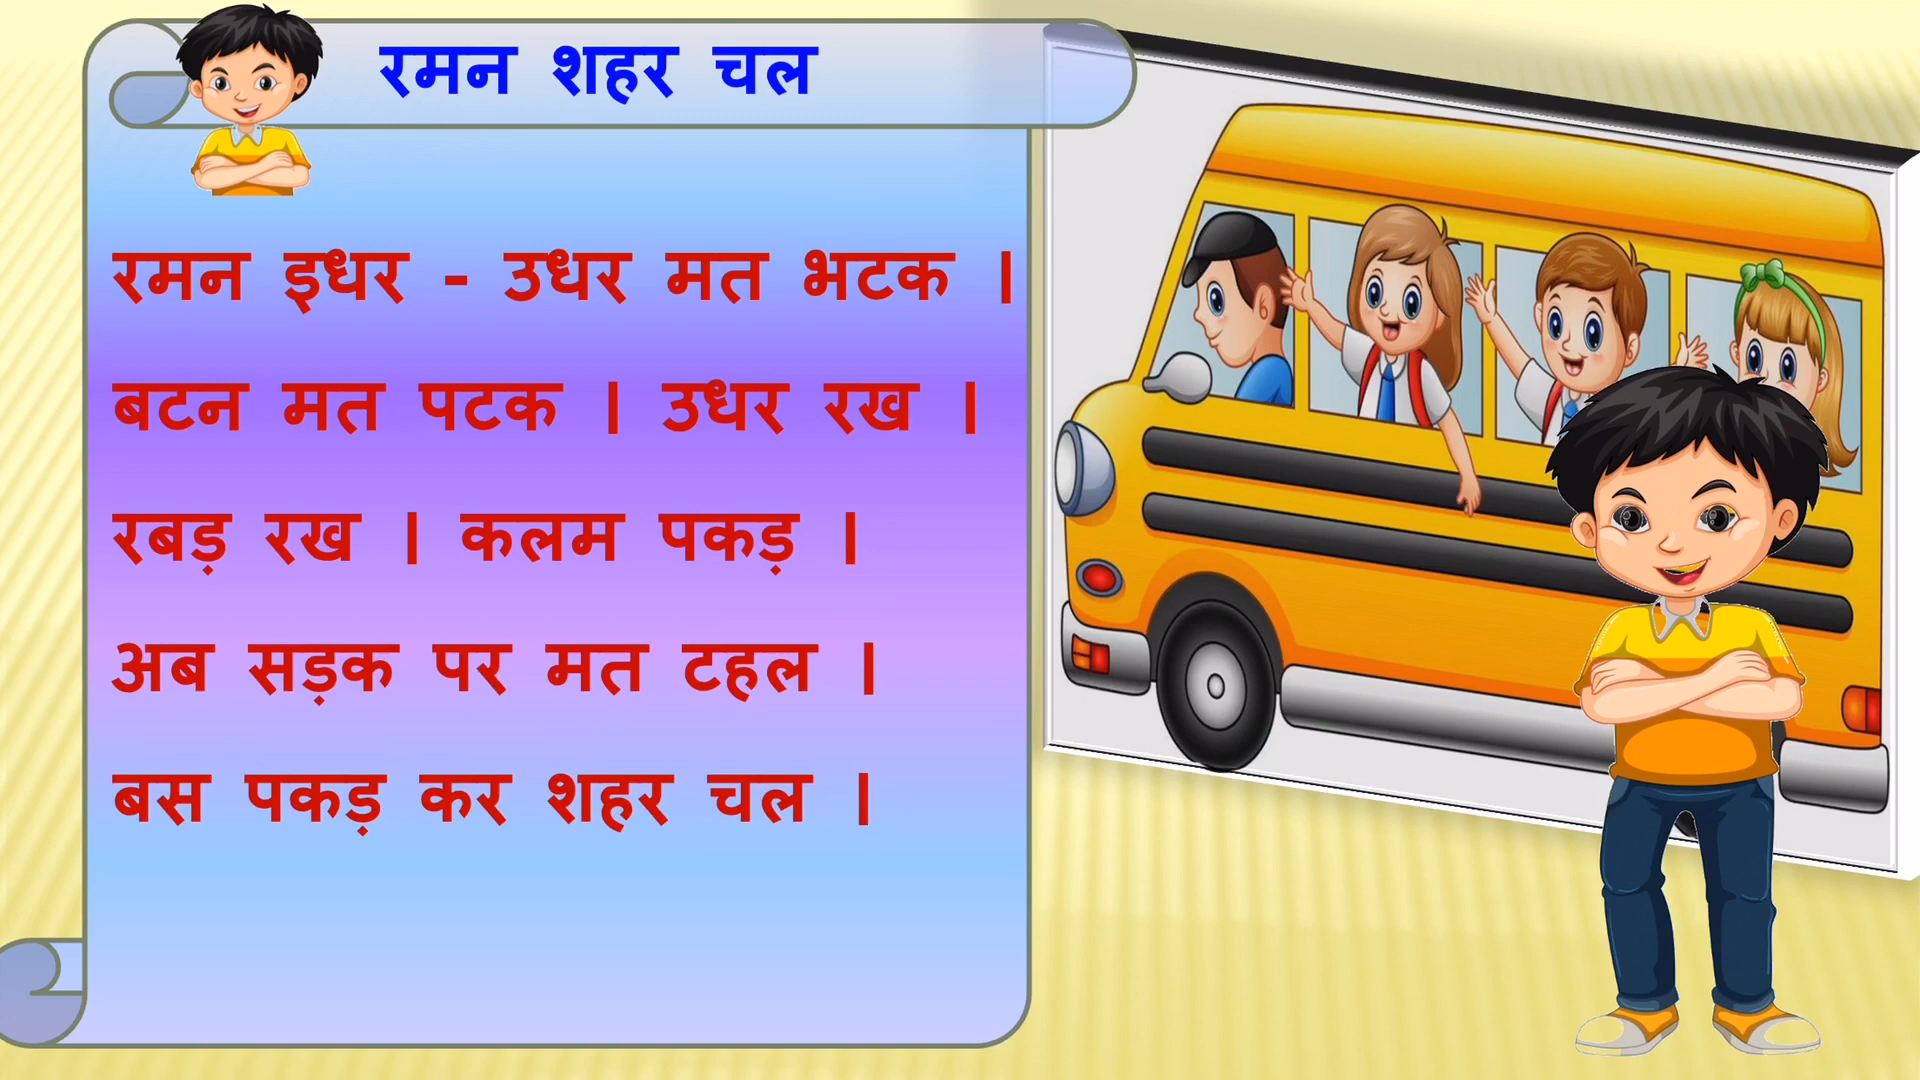 रमन शहर चल
रमन इधर - उधर मत भटक ।
बटन मत पटक । उधर रख ।
रबड़ रख । कलम पकड़ ।
अब सड़क पर मत टहल ।
बस पकड़ कर शहर चल ।